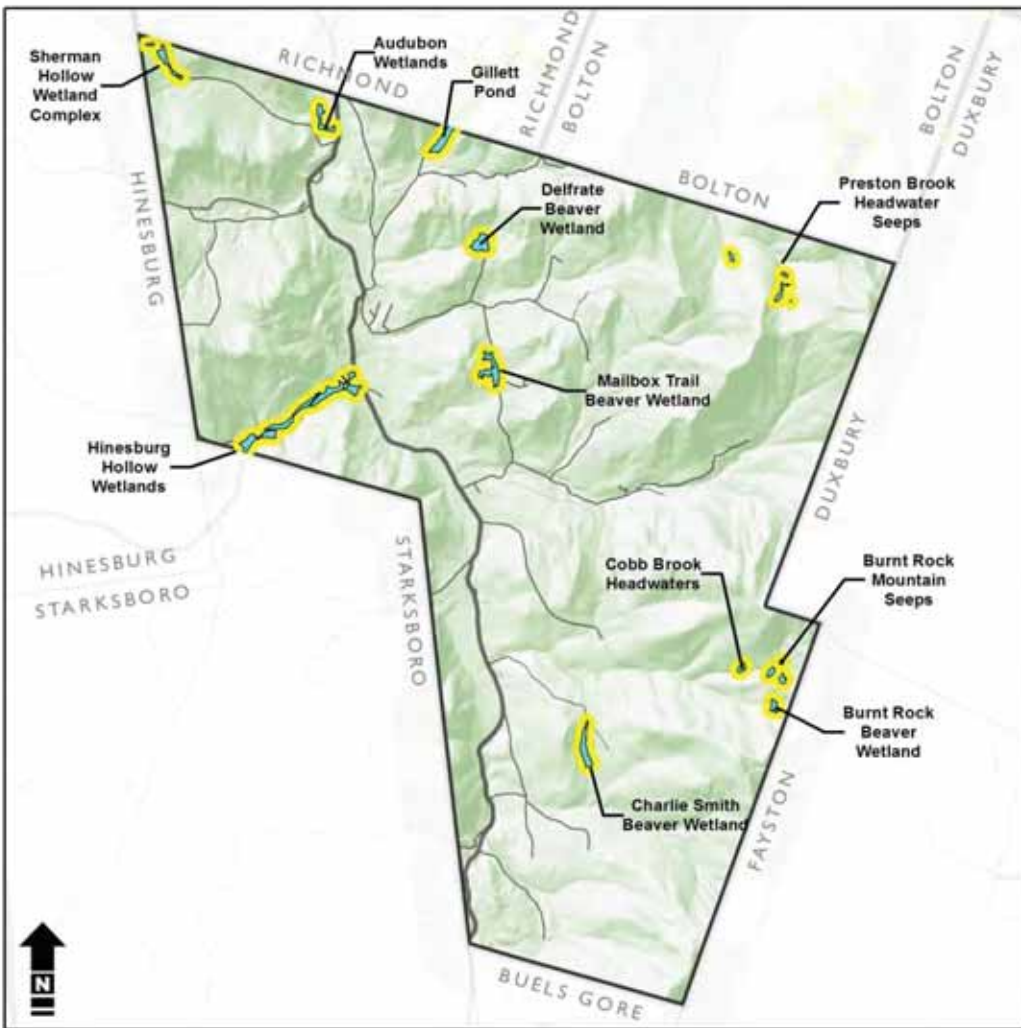 Sherman
Hollow
Wetland
Complex
Audubon
Wetlands
RICHMOND
Gillett
Pond
RICHMOND
BOLTON
BOLTON
DUXBURY
HINESBURG
Delfrate
Beaver
Wetland
BOLTON
Preston Brook
Headwater
Seeps
Mailbox Trail
Beaver Wetland
Hinesburg
Hollow
Wetlands
DUXBURY
HINESBURG
STARKSBORO
STARKSBORO
Cobb Brook
Headwaters
Burnt Rock
Mountain
Seeps
Burnt Rock
Beaver
Wetland
Charlie Smith
Beaver Wetland
FAYSTON
N
BUELS GORE